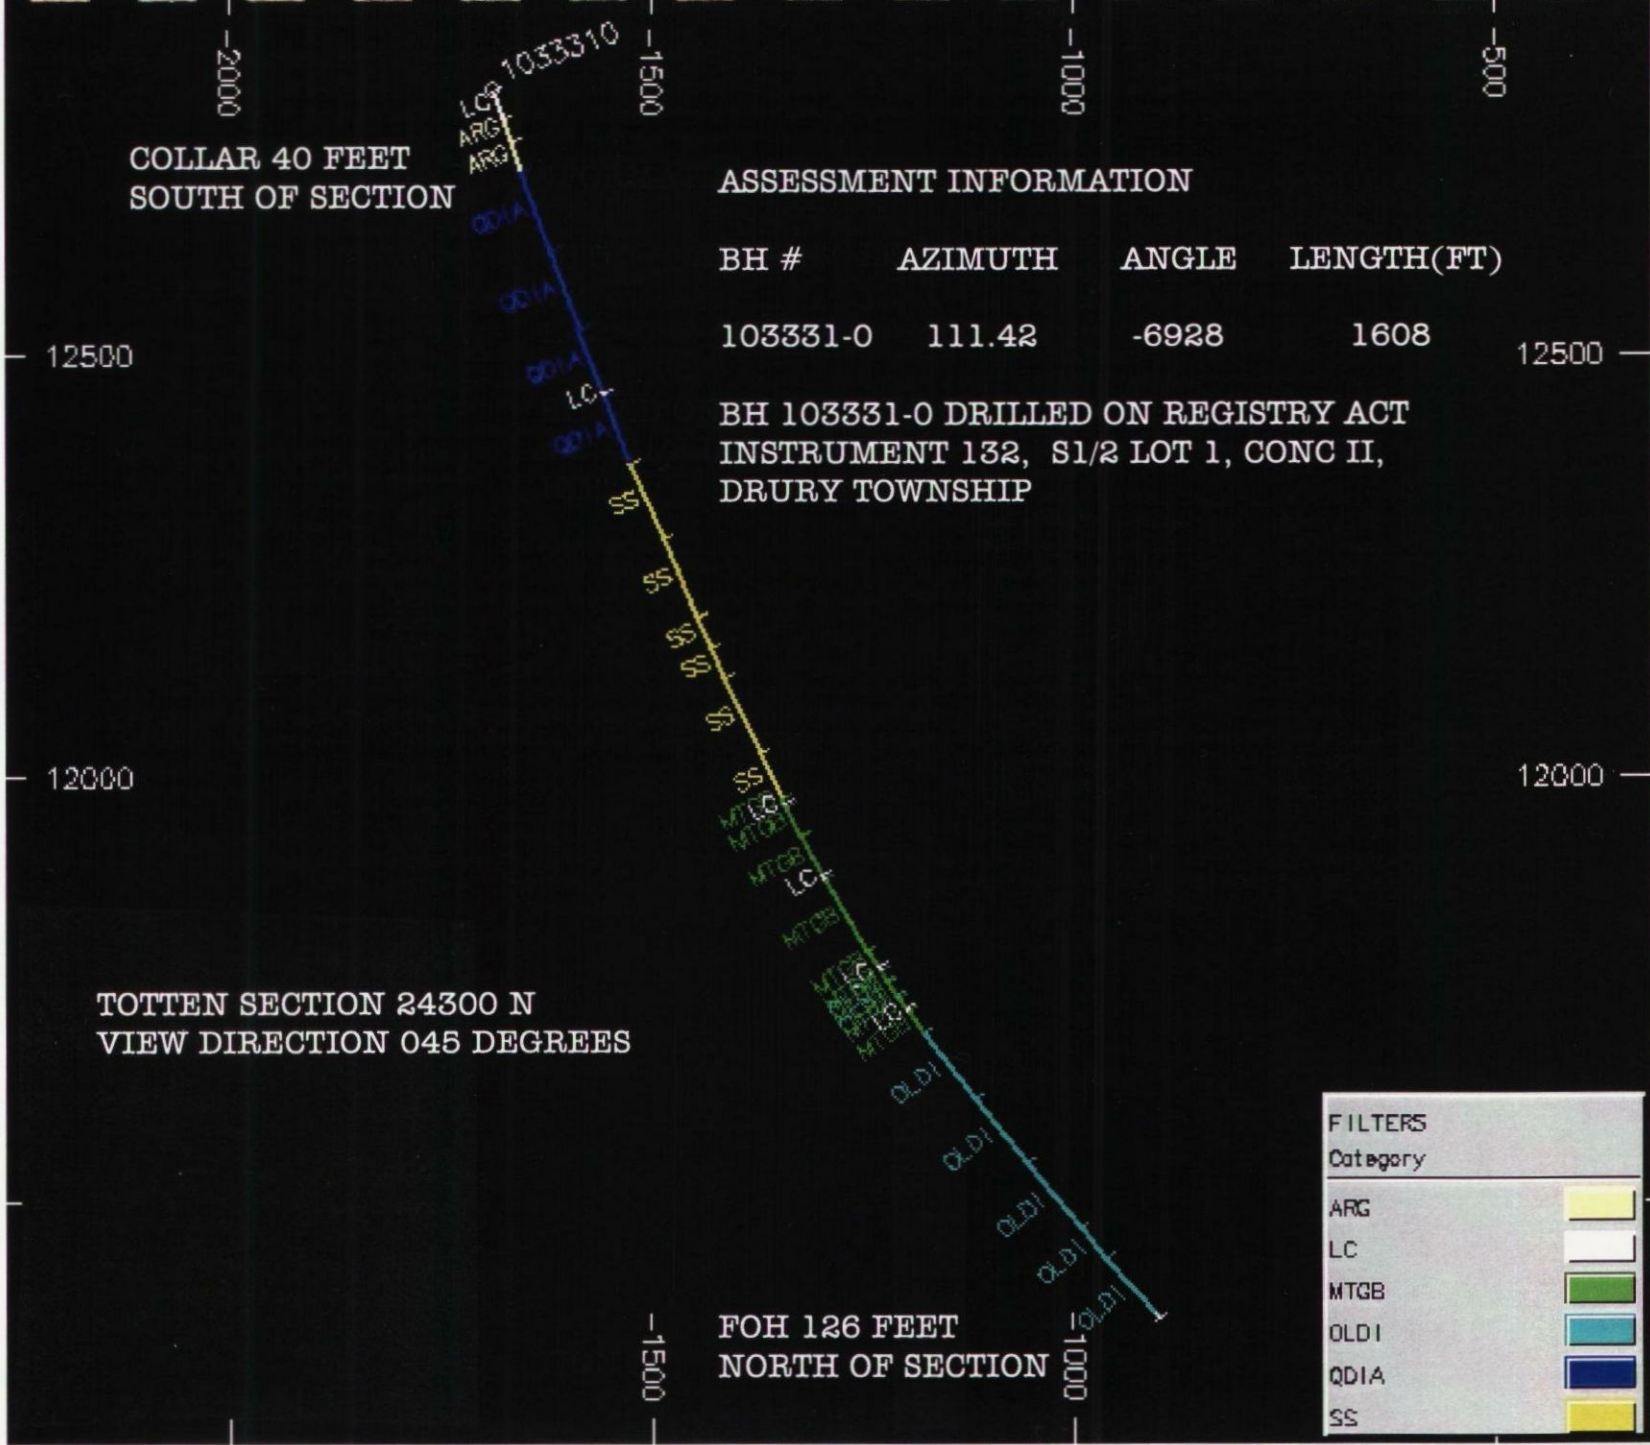 -2000
-1500
-1000
-500
1033310
LC
ARG
ARG
COLLAR 40 FEET
SOUTH OF SECTION
ASSESSMENT INFORMATION
QDIA
BH # AZIMUTH ANGLE LENGTH(FT)
QDIA
103331-0 111.42 -6928 1608
12500
12500
QDIA
LC
QDIA
BH 103331-0 DRILLED ON REGISTRY ACT
INSTRUMENT 132, S1/2 LOT 1, CONC II,
DRURY TOWNSHIP
SS
SS
SS
SS
SS
SS
12000
12000
LC
MTGB
MTGB
LC
MTGB
MTGB
LC
LC
MTGB
TOTTEN SECTION 24300 N
VIEW DIRECTION 045 DEGREES
OLDI
OLDI
OLDI
OLDI
OLDI
FOH 126 FEET
NORTH OF SECTION
-1500
-1000
FILTERS
Category
ARG
LC
MTGB
OLDI
QDIA
SS